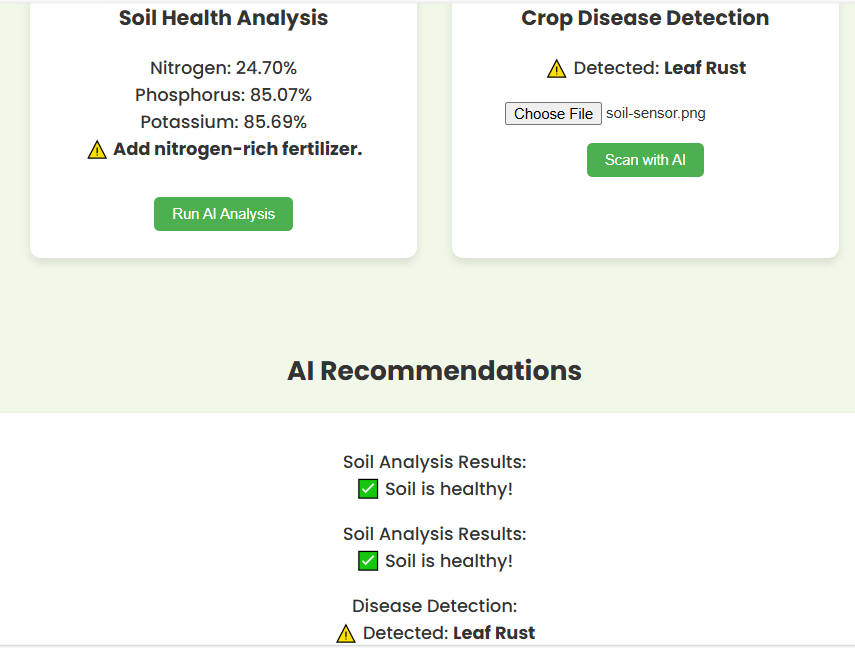 Soil Health Analysis
Nitrogen: 24.70%
Phosphorus: 85.07%
Potassium: 85.69%
⚠️ Add nitrogen-rich fertilizer.
Run AI Analysis
Crop Disease Detection
⚠️ Detected: Leaf Rust
Choose File soil-sensor.png
Scan with AI
AI Recommendations
Soil Analysis Results:
✅ Soil is healthy!
Soil Analysis Results:
✅ Soil is healthy!
Disease Detection:
⚠️ Detected: Leaf Rust